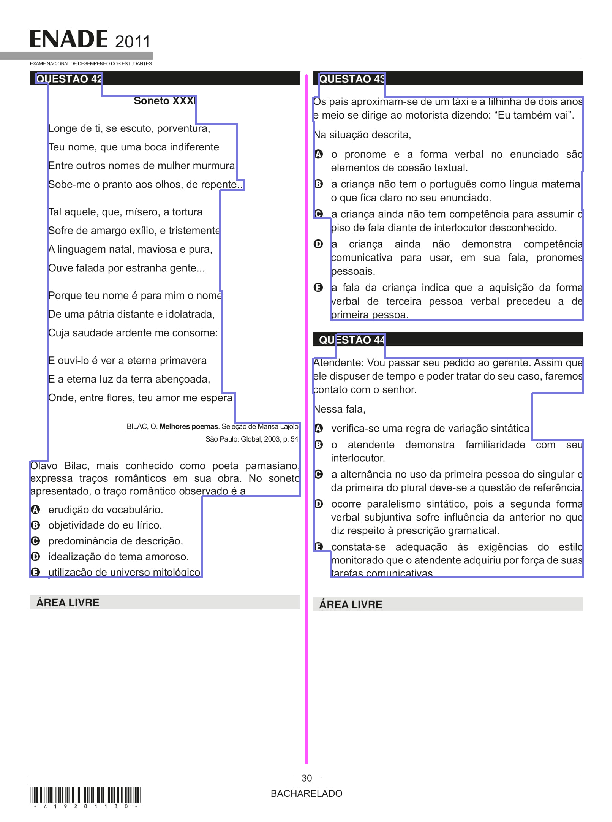 ENADE 2011
EXAME NACIONAL DE DESEMPENHO DOS ESTUDANTES
QUESTÃO 42
Soneto XXXI
Longe de ti, se escuto, porventura,
Teu nome, que uma boca indiferente
Entre outros nomes de mulher murmura,
Sobe-me o pranto aos olhos, de repente...
Tal aquele, que, mísero, a tortura
Sofre de amargo exílio, e tristemente
A linguagem natal, maviosa e pura,
Ouve falada por estranha gente...
Porque teu nome é para mim o nome
De uma pátria distante e idolatrada,
Cuja saudade ardente me consome:
E ouvi-lo é ver a eterna primavera
E a eterna luz da terra abençoada,
Onde, entre flores, teu amor me espera.
BILAC, O. Melhores poemas. Seleção de Marisa Lajolo.
São Paulo: Global, 2003, p. 54.
Olavo Bilac, mais conhecido como poeta parnasiano,
expressa traços românticos em sua obra. No soneto
apresentado, o traço romântico observado é a
A erudição do vocabulário.
B objetividade do eu lírico.
C predominância de descrição.
D idealização do tema amoroso.
E utilização de universo mitológico.
ÁREA LIVRE
QUESTÃO 43
Os pais aproximam-se de um táxi e a filhinha de dois anos
e meio se dirige ao motorista dizendo: “Eu também vai”.
Na situação descrita,
A o pronome e a forma verbal no enunciado são
elementos de coesão textual.
B a criança não tem o português como língua materna,
o que fica claro no seu enunciado.
C a criança ainda não tem competência para assumir o
piso de fala diante de interlocutor desconhecido.
D a criança ainda não demonstra competência
comunicativa para usar, em sua fala, pronomes
pessoais.
E a fala da criança indica que a aquisição da forma
verbal de terceira pessoa verbal precedeu a de
primeira pessoa.
QUESTÃO 44
Atendente: Vou passar seu pedido ao gerente. Assim que
ele dispuser de tempo e poder tratar do seu caso, faremos
contato com o senhor.
Nessa fala,
A verifica-se uma regra de variação sintática.
B o atendente demonstra familiaridade com seu
interlocutor.
C a alternância no uso da primeira pessoa do singular e
da primeira do plural deve-se a questão de referência.
D ocorre paralelismo sintático, pois a segunda forma
verbal subjuntiva sofre influência da anterior no que
diz respeito à prescrição gramatical.
E constata-se adequação às exigências do estilo
monitorado que o atendente adquiriu por força de suas
tarefas comunicativas.
ÁREA LIVRE
30
BACHARELADO